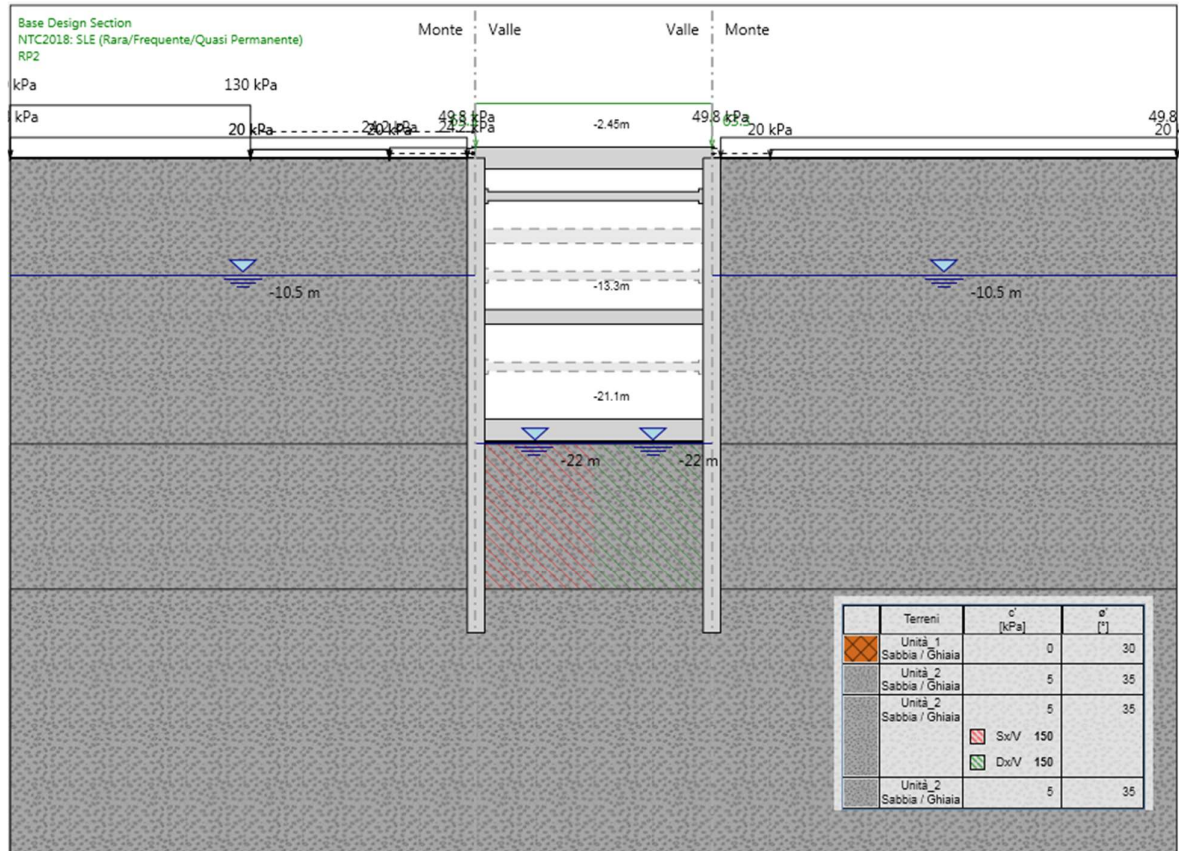 Base Design Section
NTC2018: SLE (Rara/Frequente/Quasi Permanente)
RP2
Monte Valle Valle Monte
kPa 130 kPa
kPa 49.8 kPa 49.8 kPa 49.8
-2.45m
20 kPa 20 kPa 20 kPa 20
-10.5 m -13.3m -10.5 m
-21.1m
-22 m -22 m
Terreni c' ø'
[kPa] [°]
Unità_1
Sabbia / Ghiaia 0 30
Unità_2
Sabbia / Ghiaia 5 35
Unità_2
Sabbia / Ghiaia 5 35
Sx/V 150
Dx/V 150
Unità_2
Sabbia / Ghiaia 5 35